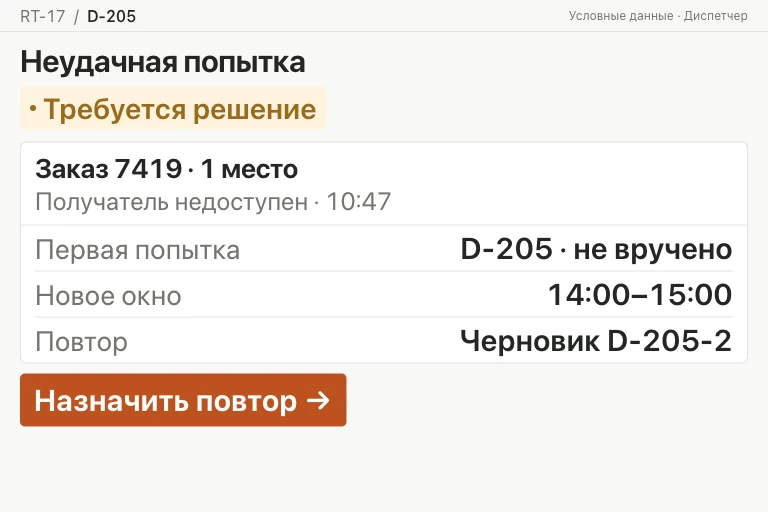 RT-17 / D-205
Условные данные · Диспетчер
Неудачная попытка
• Требуется решение
Заказ 7419 · 1 место
Получатель недоступен · 10:47
Первая попытка D-205 · не вручено
Новое окно 14:00–15:00
Повтор Черновик D-205-2
Назначить повтор →